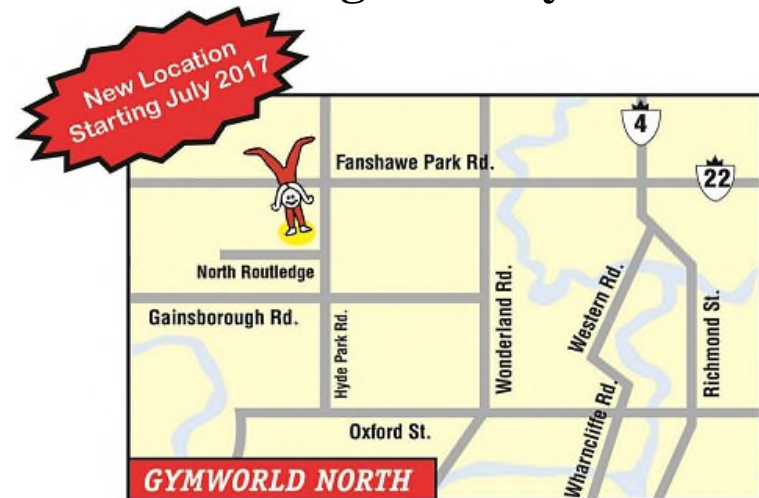 New Location
Starting July 2017
4
Fanshawe Park Rd.
22
North Routledge
Gainsborough Rd.
Hyde Park Rd.
Wonderland Rd.
Western Rd.
Richmond St.
Oxford St.
Wharncliffe Rd.
GYMWORLD NORTH